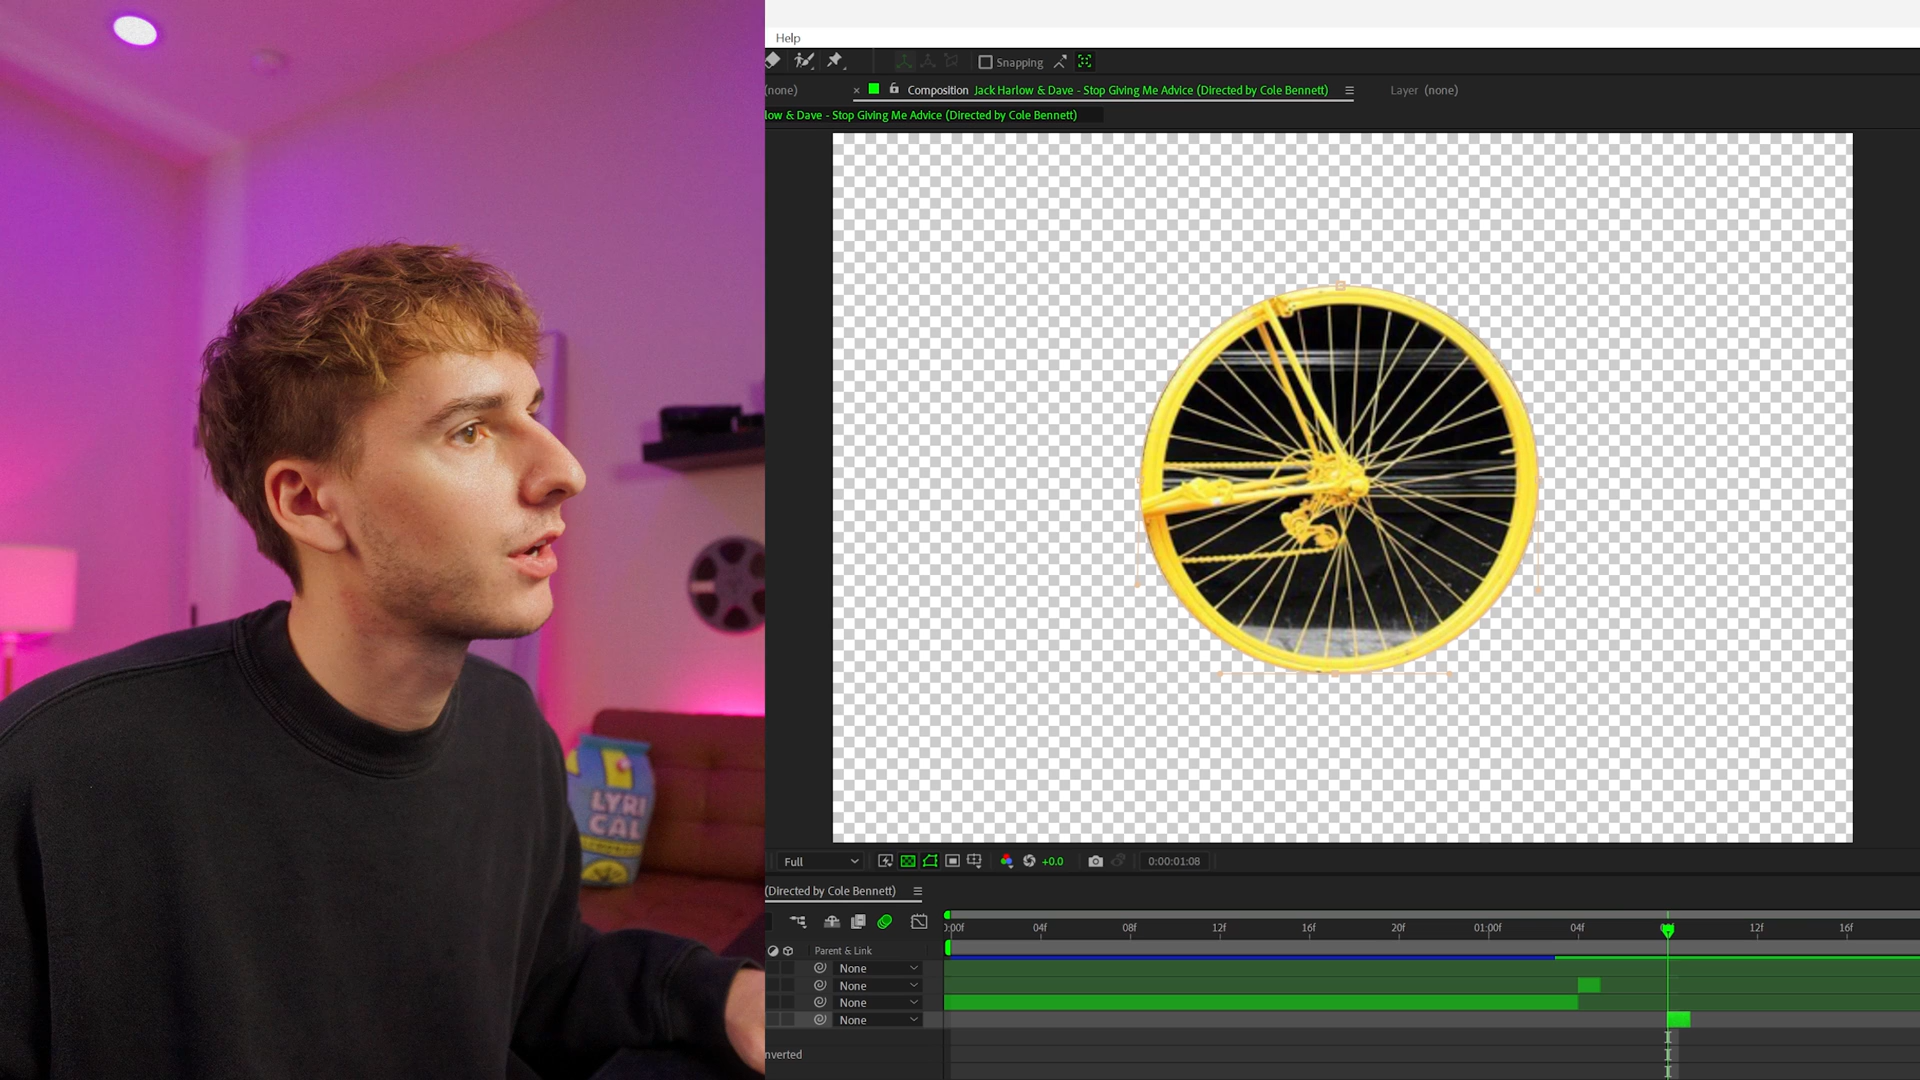 Help
Snapping
(none)
Composition Jack Harlow & Dave - Stop Giving Me Advice (Directed by Cole Bennett)
Layer (none)
low & Dave - Stop Giving Me Advice (Directed by Cole Bennett)
LYRI
CAL
Full
+0.0
0:00:01:08
(Directed by Cole Bennett)
0:00f 04f 08f 12f 16f 20f 01:00f 04f 12f 16f
Parent & Link
None
None
None
None
nverted